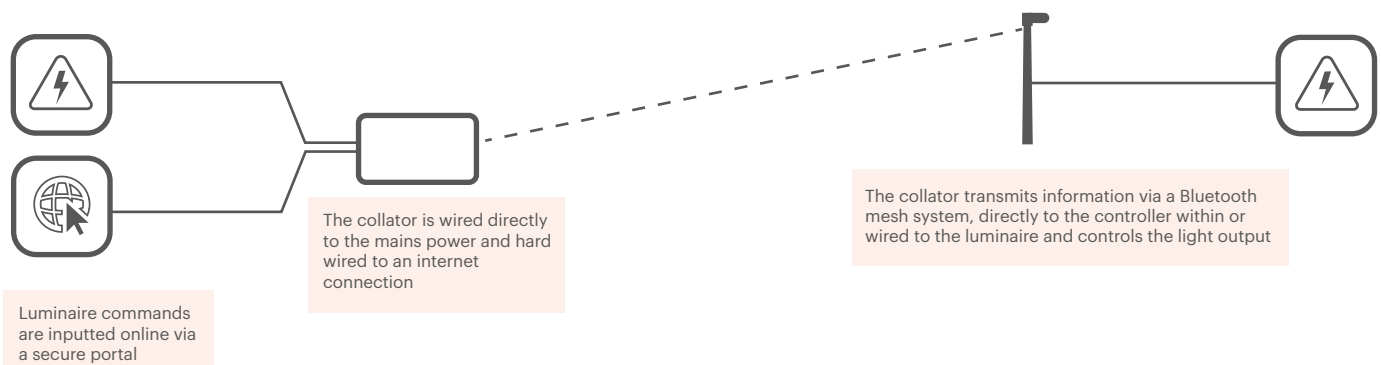 The collator is wired directly
to the mains power and hard
wired to an internet
connection
The collator transmits information via a Bluetooth
mesh system, directly to the controller within or
wired to the luminaire and controls the light output
Luminaire commands
are inputted online via
a secure portal